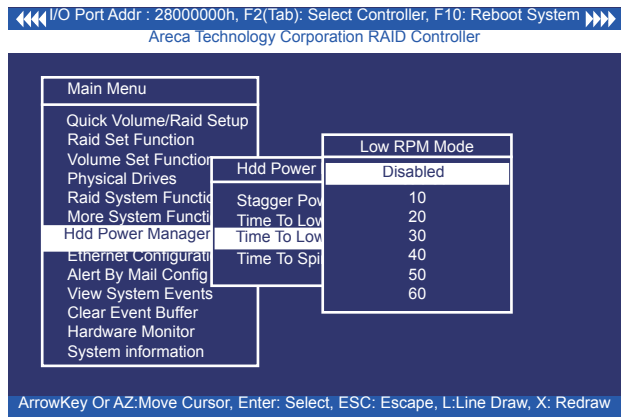 I/O Port Addr : 28000000h, F2(Tab): Select Controller, F10: Reboot System
Areca Technology Corporation RAID Controller
Main Menu
Quick Volume/Raid Setup
Raid Set Function
Volume Set Function
Physical Drives
Raid System Functio
More System Functi
Hdd Power Manager
Ethernet Configurati
Alert By Mail Config
View System Events
Clear Event Buffer
Hardware Monitor
System information
Hdd Power
Stagger Pow
Time To Low
Time To Low
Time To Spi
Low RPM Mode
Disabled
10
20
30
40
50
60
ArrowKey Or AZ:Move Cursor, Enter: Select, ESC: Escape, L:Line Draw, X: Redraw